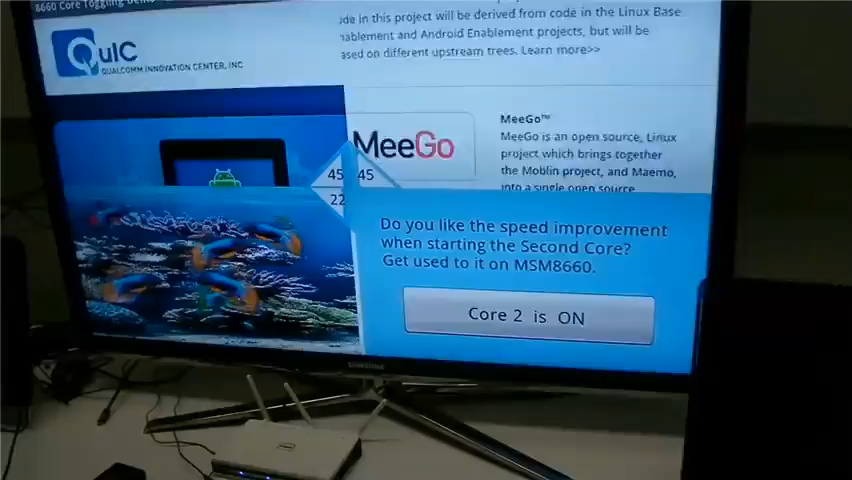 8660 Core Toggling Demo
ode in this project will be derived from code in the Linux Base
nablement and Android Enablement projects, but will be
ased on different upstream trees. Learn more>>
QuIC
QUALCOMM INNOVATION CENTER, INC
MeeGo
MeeGo™
MeeGo is an open source, Linux
project which brings together
the Moblin project, and Maemo,
into a single open source
45 45
22
Do you like the speed improvement
when starting the Second Core?
Get used to it on MSM8660.
Core 2 is ON
SAMSUNG